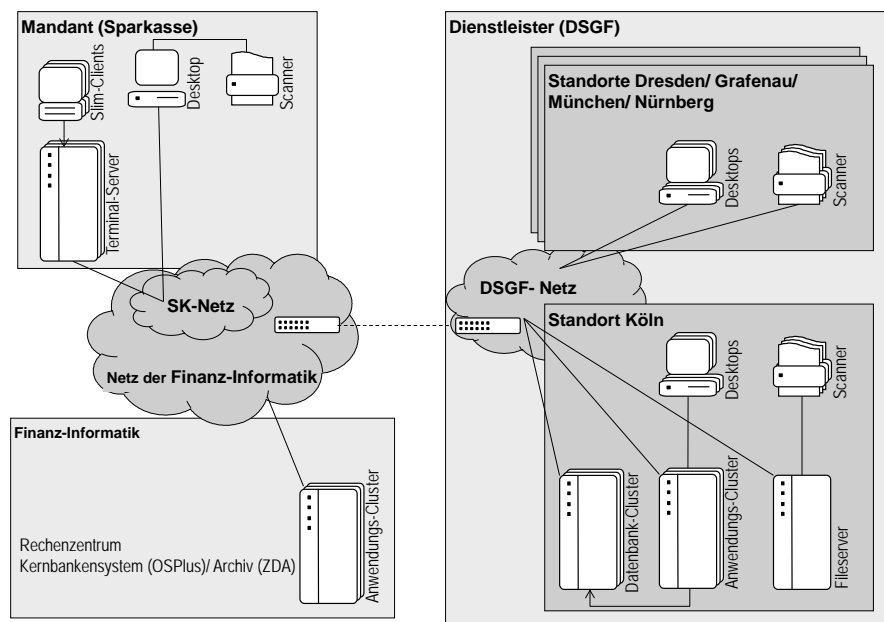 Mandant (Sparkasse)
Slim-Clients
Desktop
Scanner
Terminal-Server
SK-Netz
Netz der Finanz-Informatik
Finanz-Informatik
Rechenzentrum
Kernbankensystem (OSPlus)/ Archiv (ZDA)
Anwendungs-Cluster
Dienstleister (DSGF)
Standorte Dresden/ Grafenau/
München/ Nürnberg
Desktops
Scanner
DSGF- Netz
Standort Köln
Desktops
Scanner
Datenbank-Cluster
Anwendungs-Cluster
Fileserver